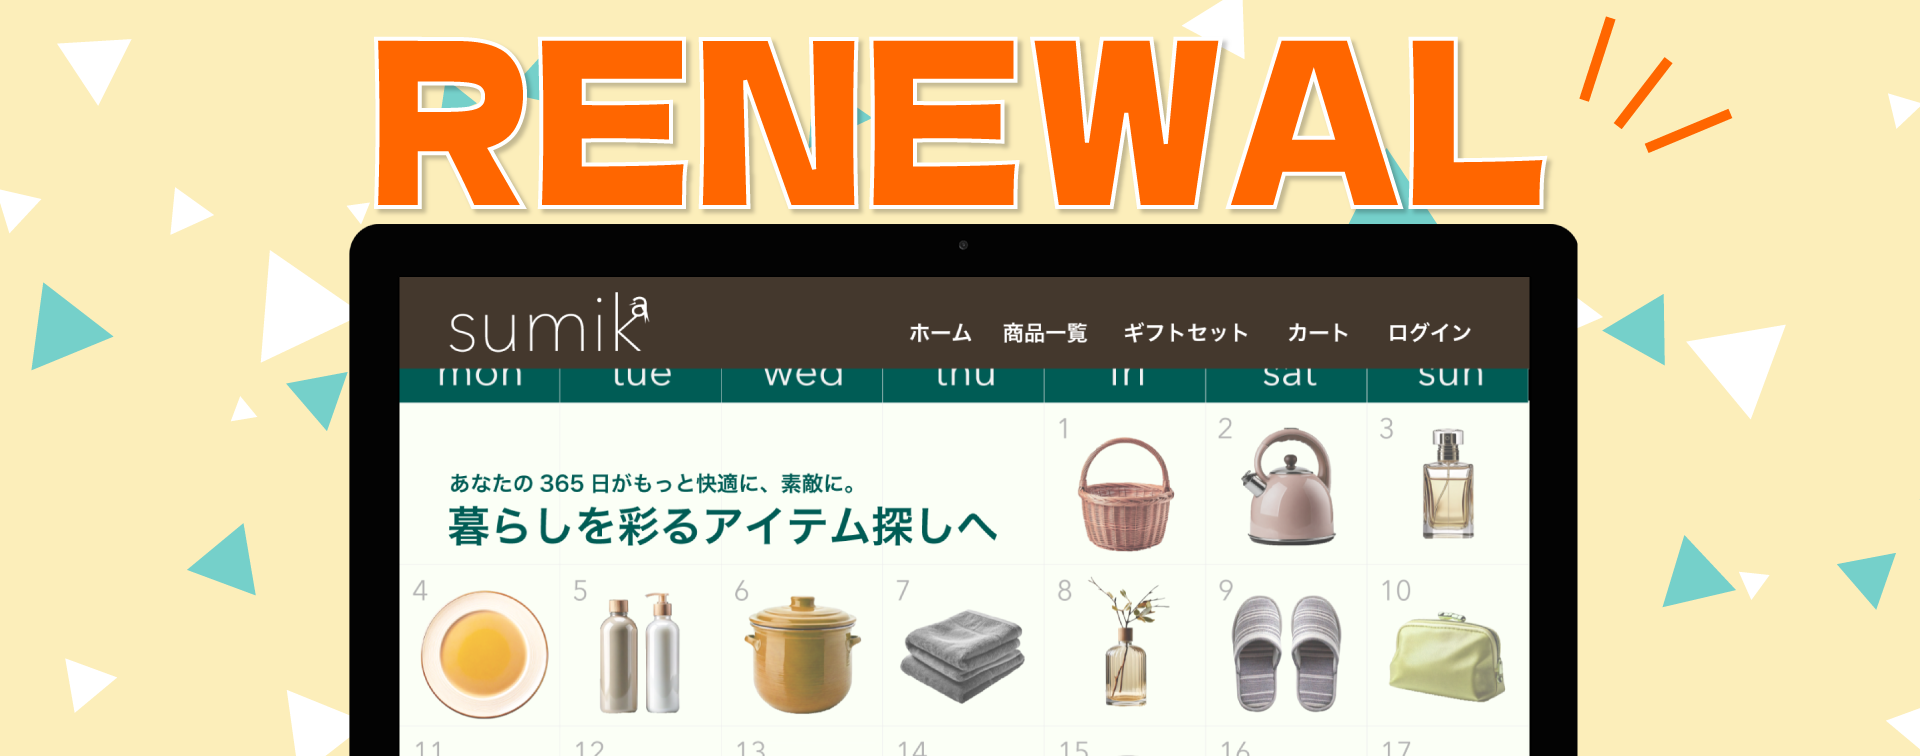 RENEWAL
sumika
ホーム 商品一覧 ギフトセット カート ログイン
mon tue wed thu fri sat sun
1 2 3
あなたの 365 日がもっと快適に、素敵に。
暮らしを彩るアイテム探しへ
4 5 6 7 8 9 10
11 12 13 14 15 16 17